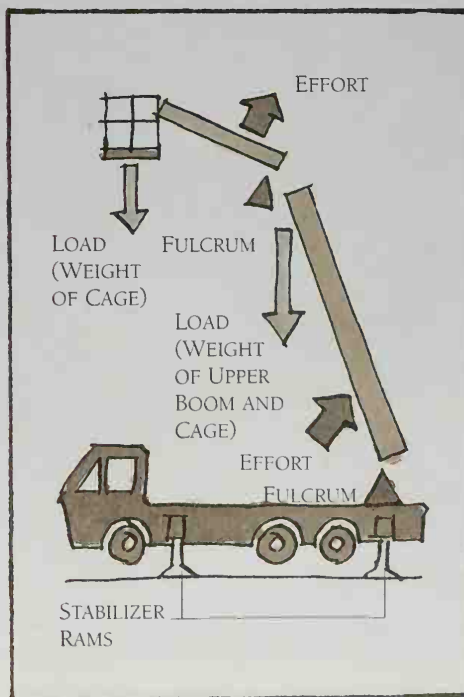 EFFORT
LOAD
(WEIGHT
OF CAGE)
FULCRUM
LOAD
(WEIGHT
OF UPPER
BOOM AND
CAGE)
EFFORT
FULCRUM
STABILIZER
RAMS